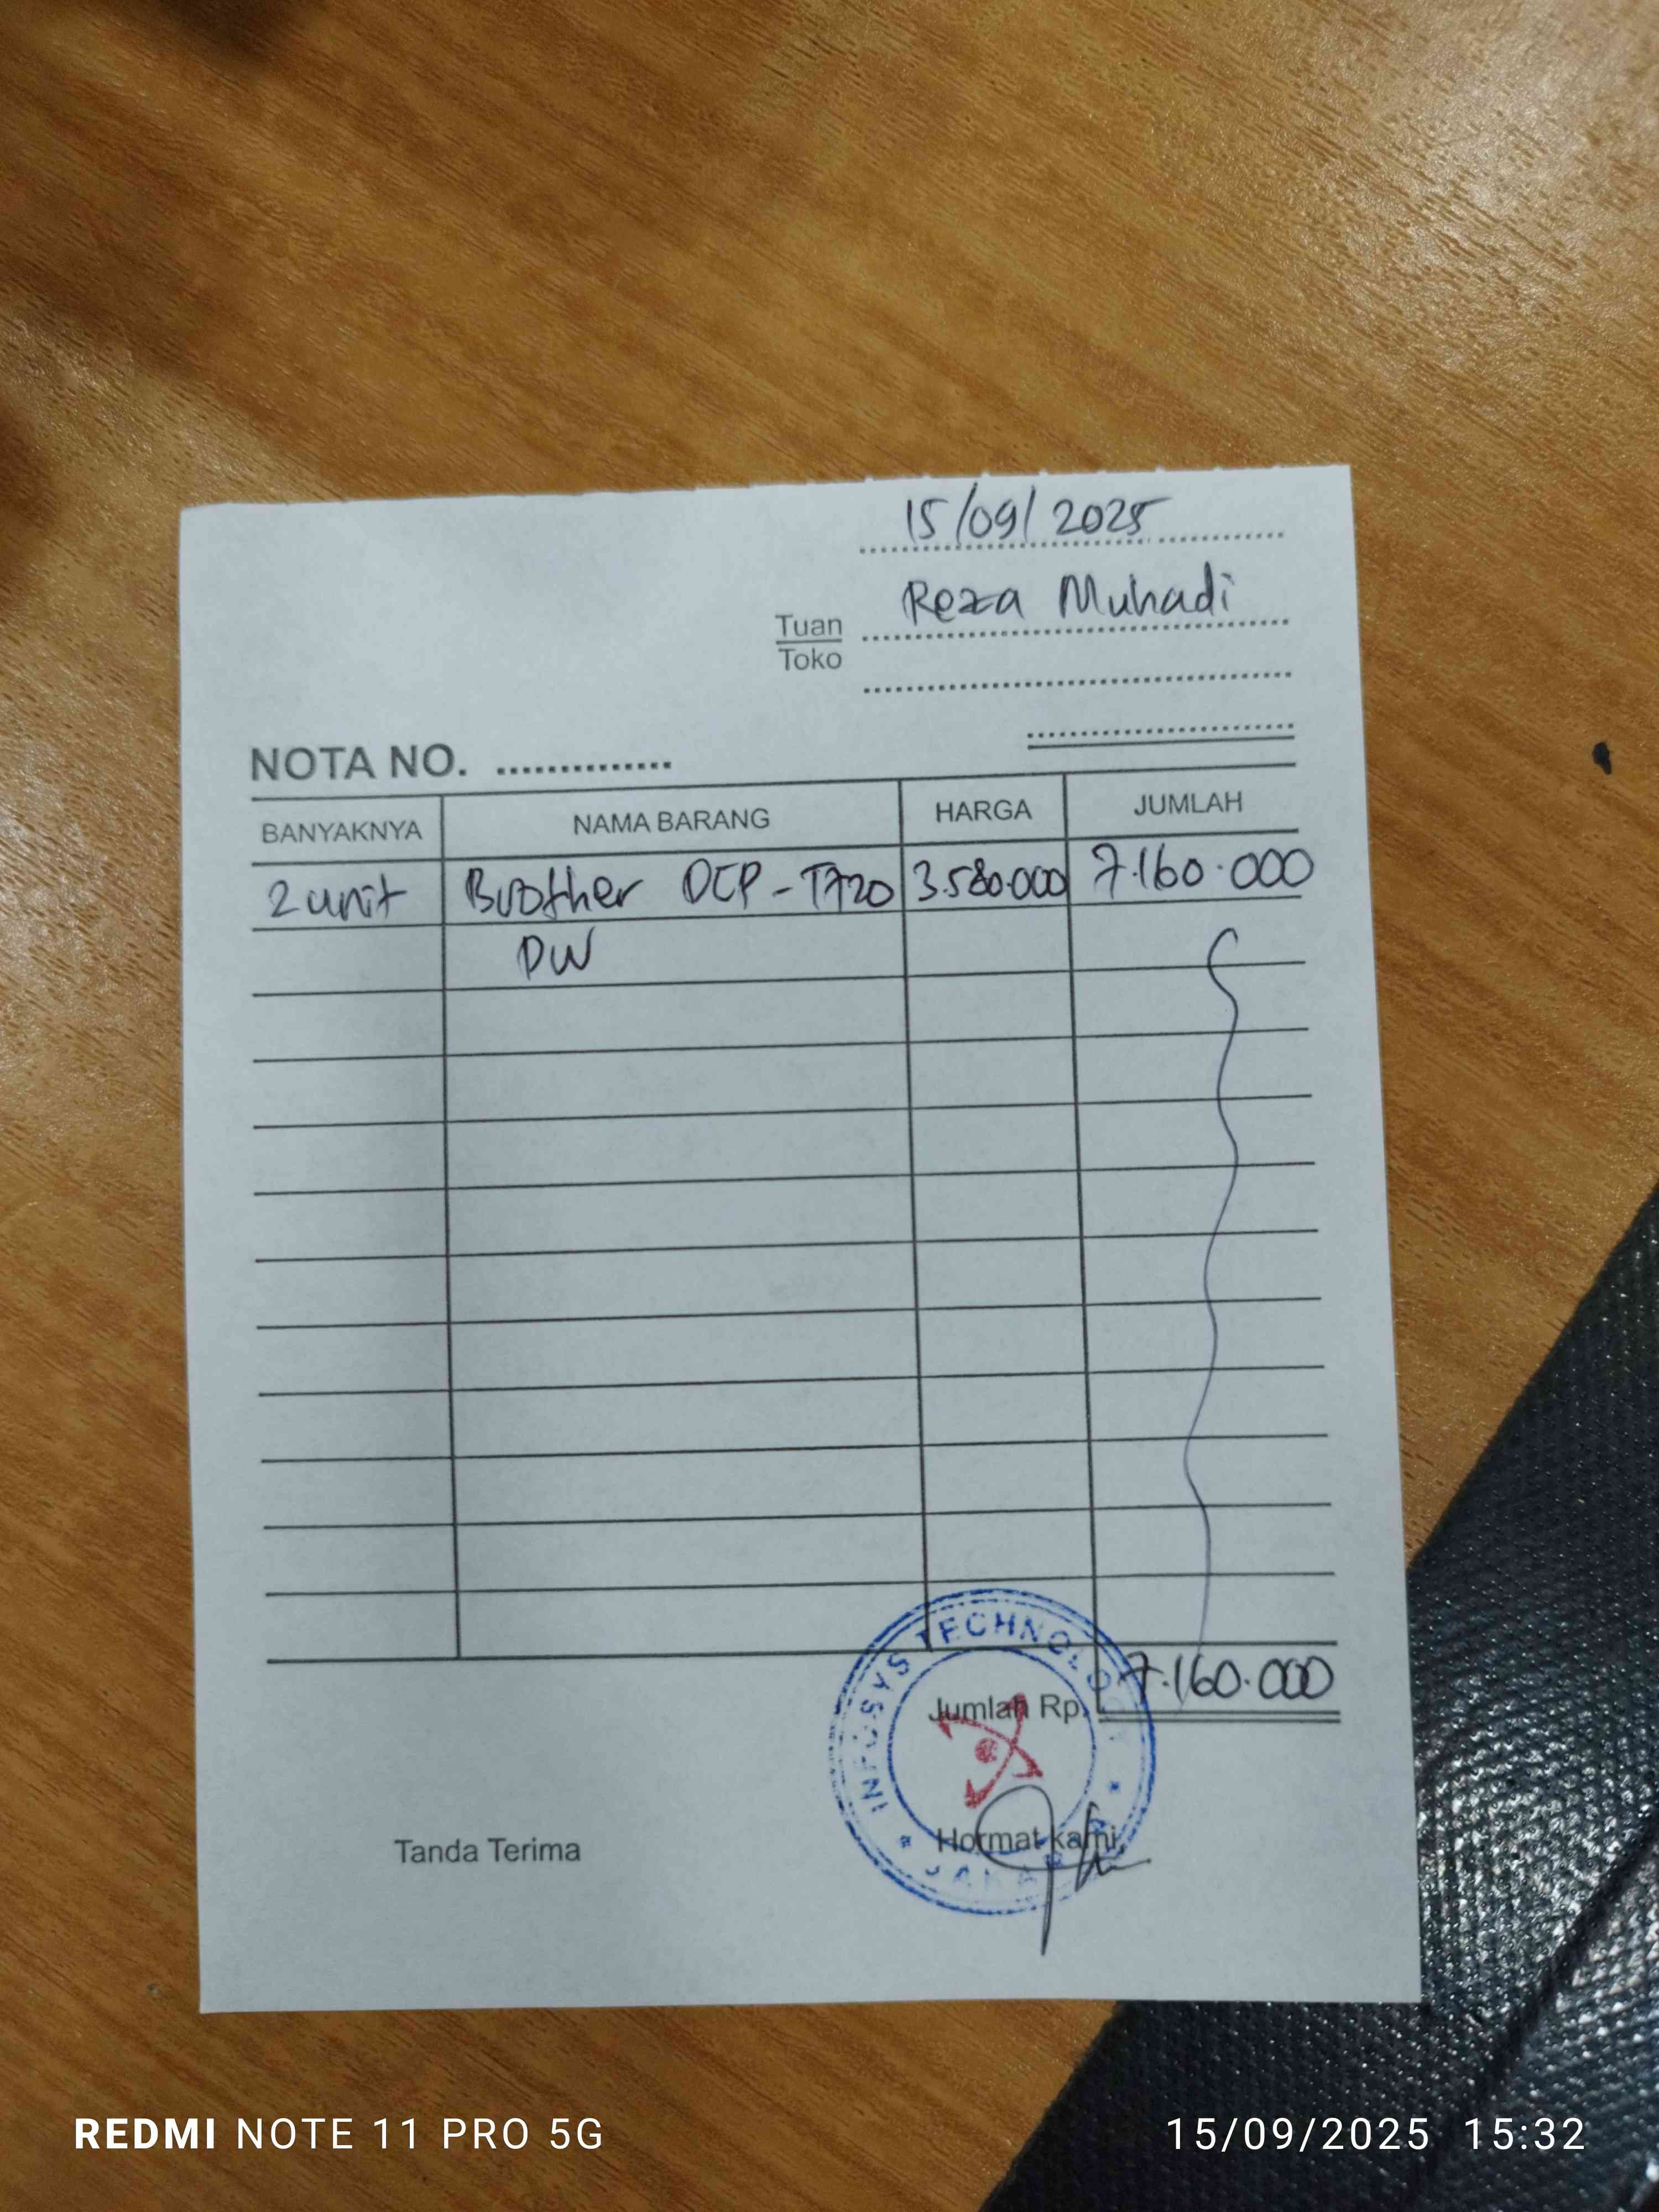 15/09/2025
Reza Muhadi
Tuan
Toko
NOTA NO. ..............
BANYAKNYA NAMA BARANG HARGA JUMLAH
2 unit Brother DCP-T720 3.580.000 7.160.000
DW
Jumlah Rp. 7.160.000
INFOSYS TECHNOLOGY
Tanda Terima Hormat kami,
JAKARTA
REDMI NOTE 11 PRO 5G 15/09/2025 15:32